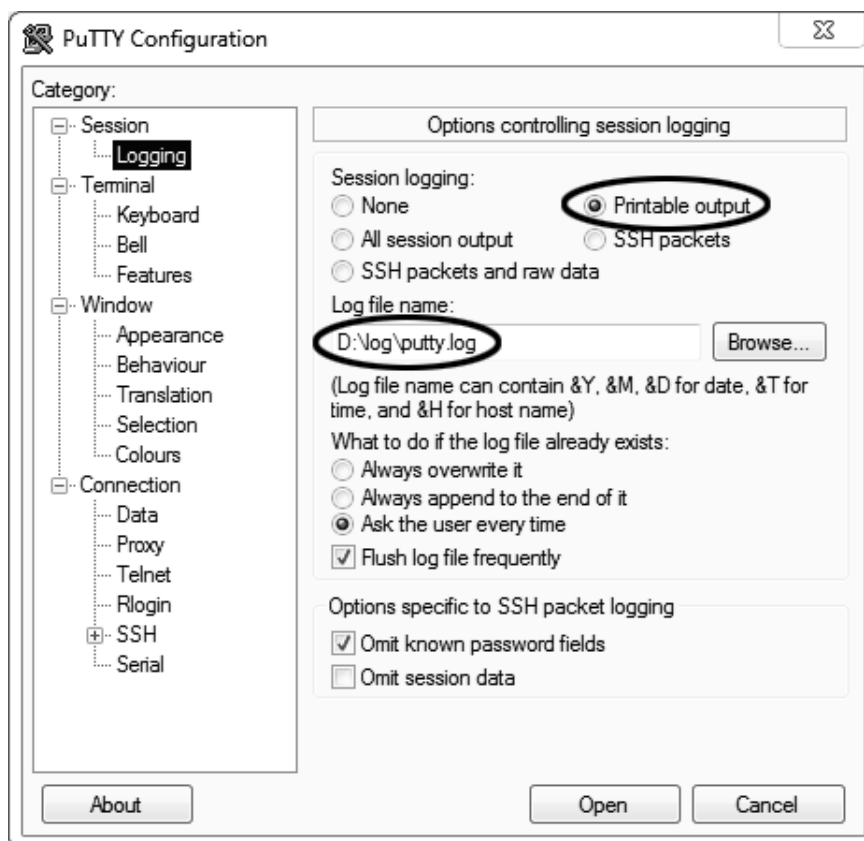 PuTTY Configuration
Category:
Session
Logging
Terminal
Keyboard
Bell
Features
Window
Appearance
Behaviour
Translation
Selection
Colours
Connection
Data
Proxy
Telnet
Rlogin
SSH
Serial
Options controlling session logging
Session logging:
None
Printable output
All session output
SSH packets
SSH packets and raw data
Log file name:
D:\log\putty.log
Browse...
(Log file name can contain &Y, &M, &D for date, &T for
time, and &H for host name)
What to do if the log file already exists:
Always overwrite it
Always append to the end of it
Ask the user every time
Flush log file frequently
Options specific to SSH packet logging
Omit known password fields
Omit session data
About
Open
Cancel